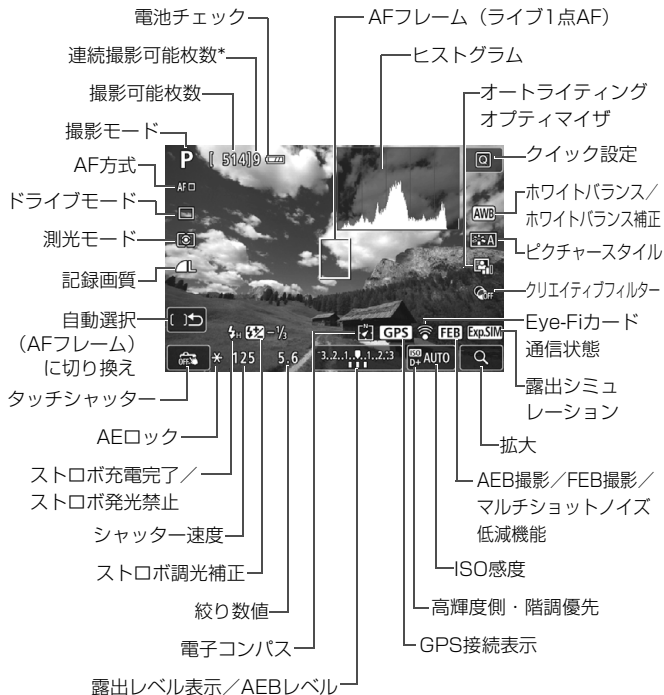 電池チェック
AFフレーム（ライブ1点AF）
連続撮影可能枚数*
ヒストグラム
撮影可能枚数
オートライティング
オプティマイザ
撮影モード
P
[ 514]9
Q
クイック設定
AF方式
AF
ドライブモード
AWB
ホワイトバランス／
ホワイトバランス補正
測光モード
A
ピクチャースタイル
記録画質
L
OFF
クリエイティブフィルター
自動選択
（AFフレーム）
に切り換え
H
-1/3
GPS
FEB
Exp.SIM
Eye-Fiカード
通信状態
OFF
125
5.6
3..2..1..1..2..3
ISO
D+
AUTO
露出シミュ
レーション
タッチシャッター
AEロック
拡大
ストロボ充電完了／
ストロボ発光禁止
AEB撮影／FEB撮影／
マルチショットノイズ
低減機能
シャッター速度
ストロボ調光補正
ISO感度
絞り数値
高輝度側・階調優先
電子コンパス
GPS接続表示
露出レベル表示／AEBレベル